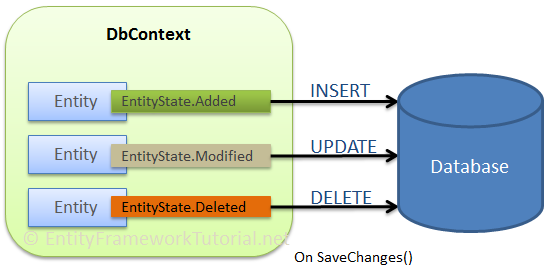 DbContext
Entity EntityState.Added INSERT
Entity EntityState.Modified UPDATE
Database
Entity EntityState.Deleted DELETE
© EntityFrameworkTutorial.net
On SaveChanges()